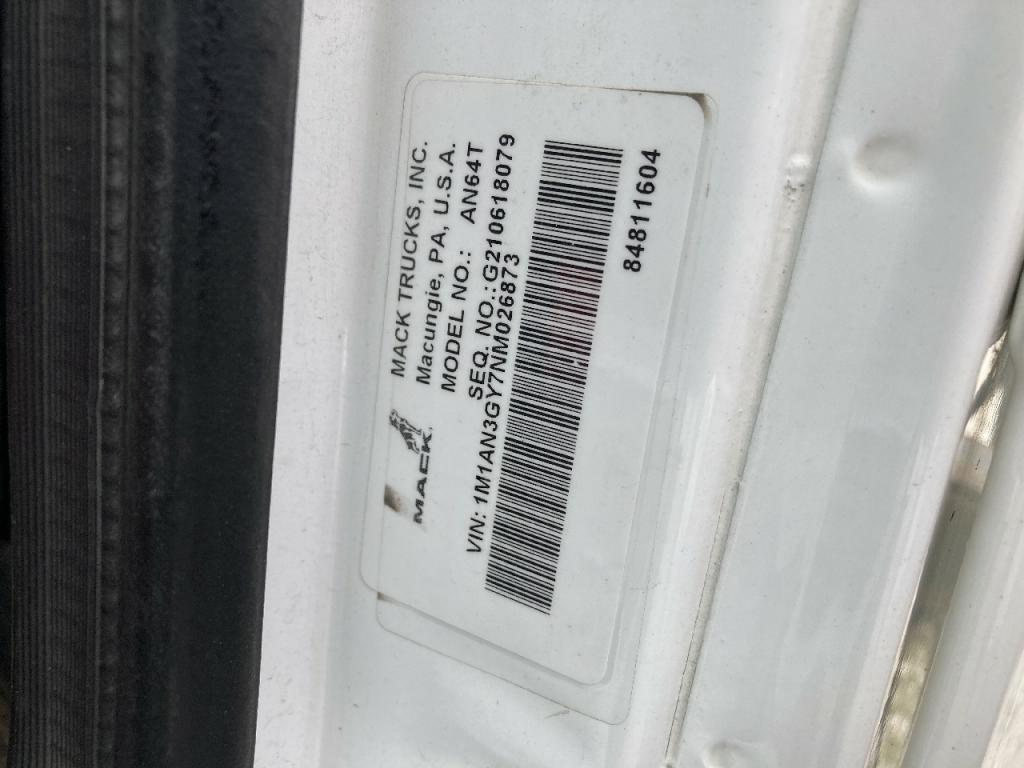 MACK TRUCKS, INC.
Macungie, PA, U.S.A.
MODEL NO.: AN64T
SEQ. NO.:G210618079
MACK
VIN: 1M1AN3GY7NM026873
84811604